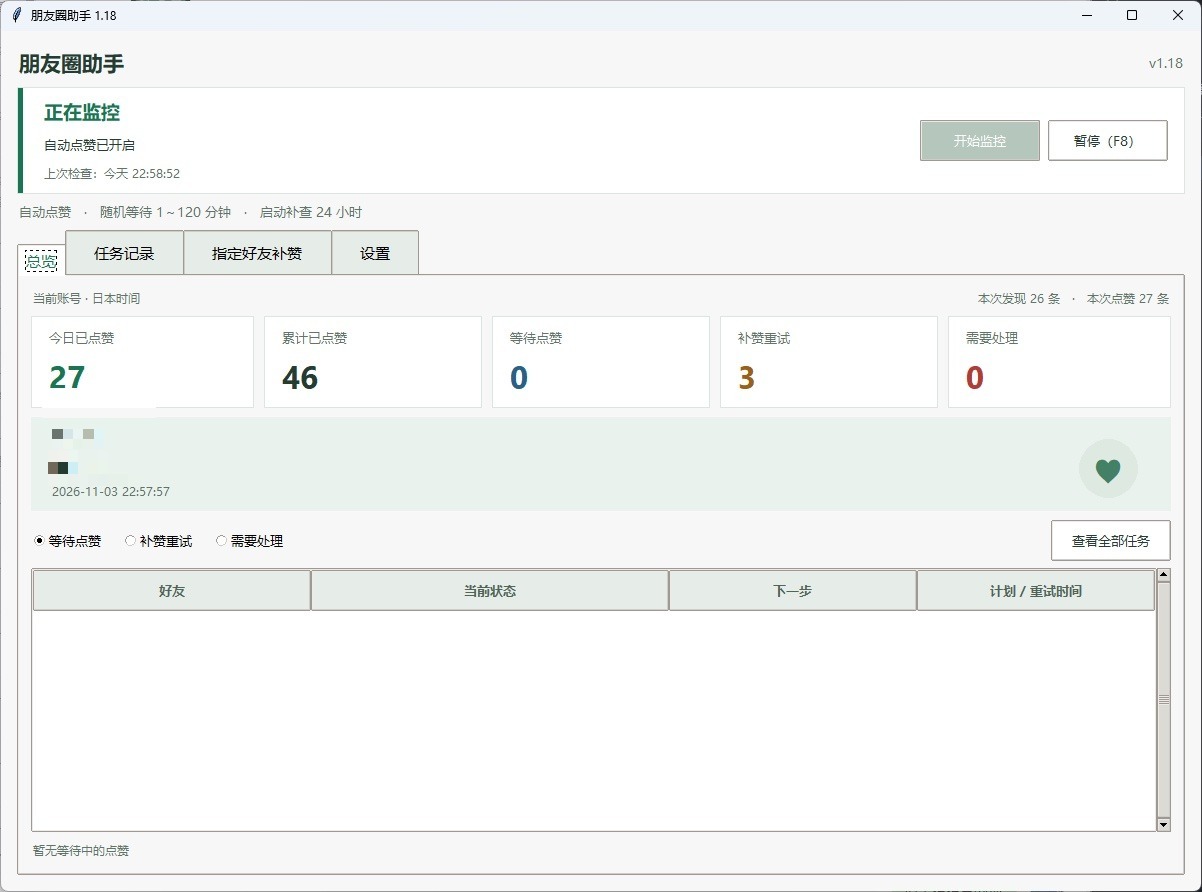 朋友圈助手 1.18
朋友圈助手
v1.18
正在监控
自动点赞已开启
上次检查：今天 22:58:52
开始监控
暂停（F8）
自动点赞 · 随机等待 1 ~ 120 分钟 · 启动补查 24 小时
总览
任务记录
指定好友补赞
设置
当前账号 · 日本时间
本次发现 26 条 · 本次点赞 27 条
今日已点赞
27
累计已点赞
46
等待点赞
0
补赞重试
3
需要处理
0
2026-11-03 22:57:57
等待点赞
补赞重试
需要处理
查看全部任务
好友
当前状态
下一步
计划 / 重试时间
暂无等待中的点赞